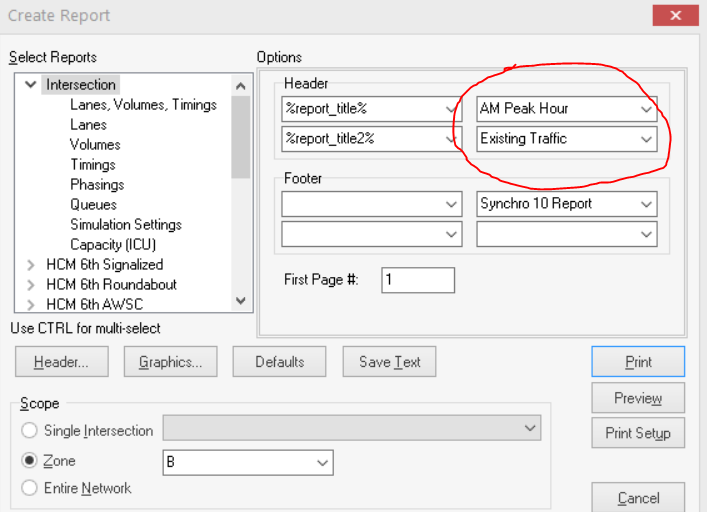 Create Report
Select Reports
Intersection
Lanes, Volumes, Timings
Lanes
Volumes
Timings
Phasings
Queues
Simulation Settings
Capacity (ICU)
HCM 6th Signalized
HCM 6th Roundabout
HCM 6th AWSC
Use CTRL for multi-select
Options
Header
%report_title% AM Peak Hour
%report_title2% Existing Traffic
Footer
Synchro 10 Report
First Page #: 1
Header... Graphics... Defaults Save Text Print
Preview
Print Setup
Cancel
Scope
Single Intersection
Zone B
Entire Network